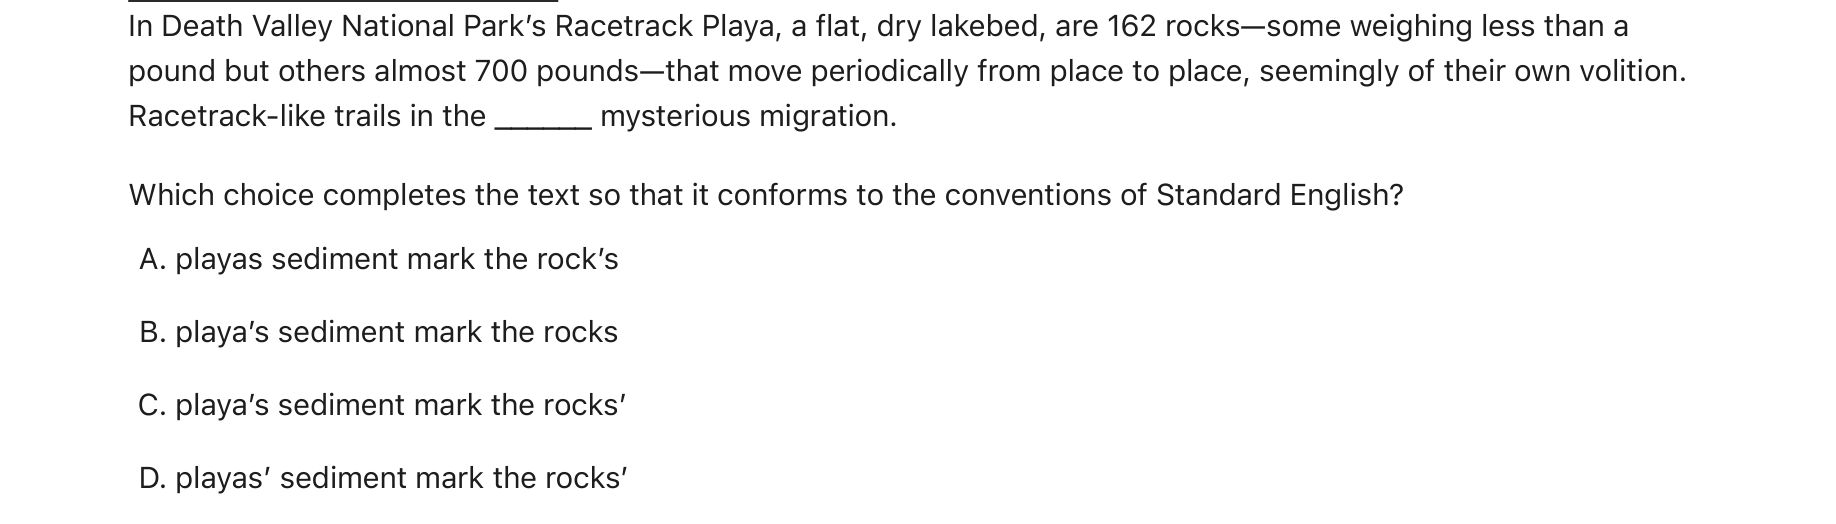 In Death Valley National Park’s Racetrack Playa, a flat, dry lakebed, are 162 rocks—some weighing less than a
pound but others almost 700 pounds—that move periodically from place to place, seemingly of their own volition.
Racetrack-like trails in the ______ mysterious migration.
Which choice completes the text so that it conforms to the conventions of Standard English?
A. playas sediment mark the rock’s
B. playa’s sediment mark the rocks
C. playa’s sediment mark the rocks’
D. playas’ sediment mark the rocks’